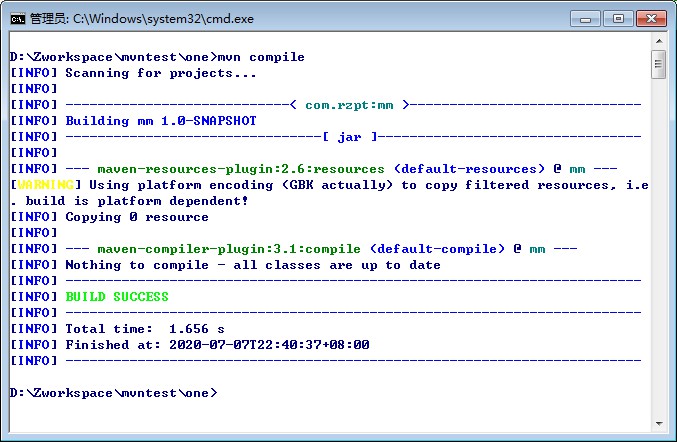 管理员: C:\Windows\system32\cmd.exe
D:\Zworkspace\mvntest\one>mvn compile
[INFO] Scanning for projects...
[INFO]
[INFO] ----------------------------< com.rzpt:mm >-----------------------------
[INFO] Building mm 1.0-SNAPSHOT
[INFO] --------------------------------[ jar ]---------------------------------
[INFO]
[INFO] --- maven-resources-plugin:2.6:resources (default-resources) @ mm ---
[WARNING] Using platform encoding (GBK actually) to copy filtered resources, i.e
. build is platform dependent!
[INFO] Copying 0 resource
[INFO]
[INFO] --- maven-compiler-plugin:3.1:compile (default-compile) @ mm ---
[INFO] Nothing to compile - all classes are up to date
[INFO] ------------------------------------------------------------------------
[INFO] BUILD SUCCESS
[INFO] ------------------------------------------------------------------------
[INFO] Total time:  1.656 s
[INFO] Finished at: 2020-07-07T22:40:37+08:00
[INFO] ------------------------------------------------------------------------
D:\Zworkspace\mvntest\one>